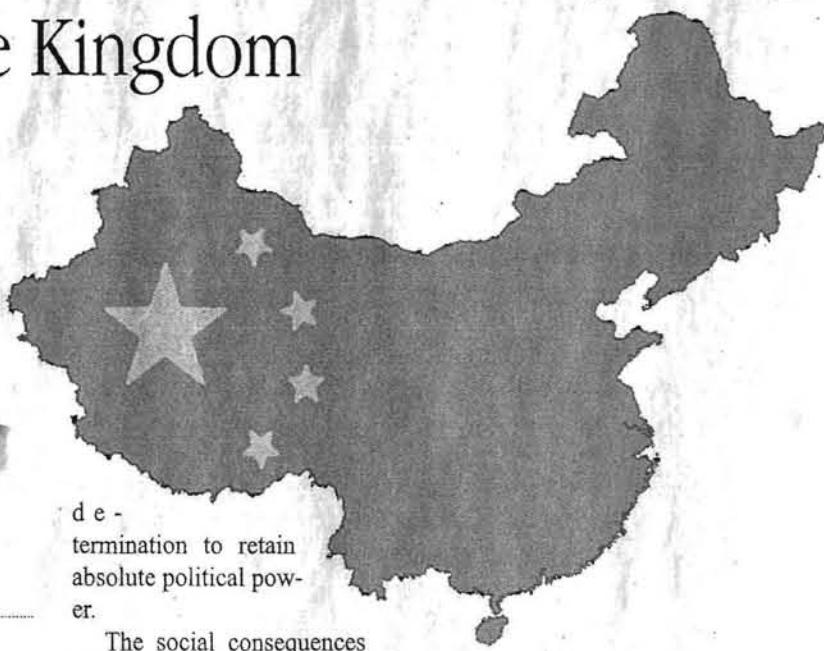 e Kingdom
d e -
termination to retain
absolute political pow-
er.
The social consequences